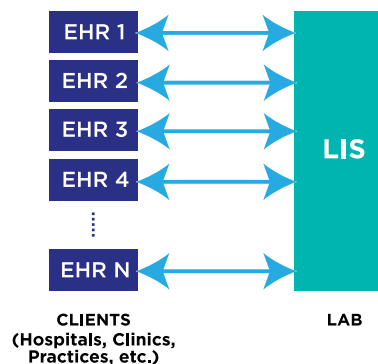 EHR 1
EHR 2
EHR 3
EHR 4
EHR N
LIS
CLIENTS
(Hospitals, Clinics,
Practices, etc.)
LAB